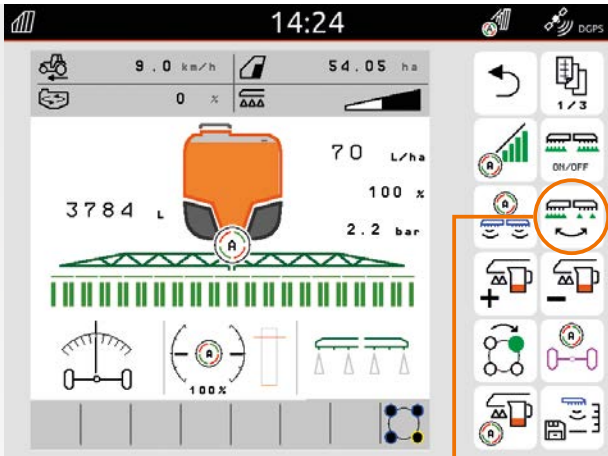 14:24
DGPS
9.0 km/h
54.05 ha
0 %
1/3
70 L/ha
A
ON/OFF
100 %
A
3784 L
2.2 bar
A
+
-
A
A
100%
A